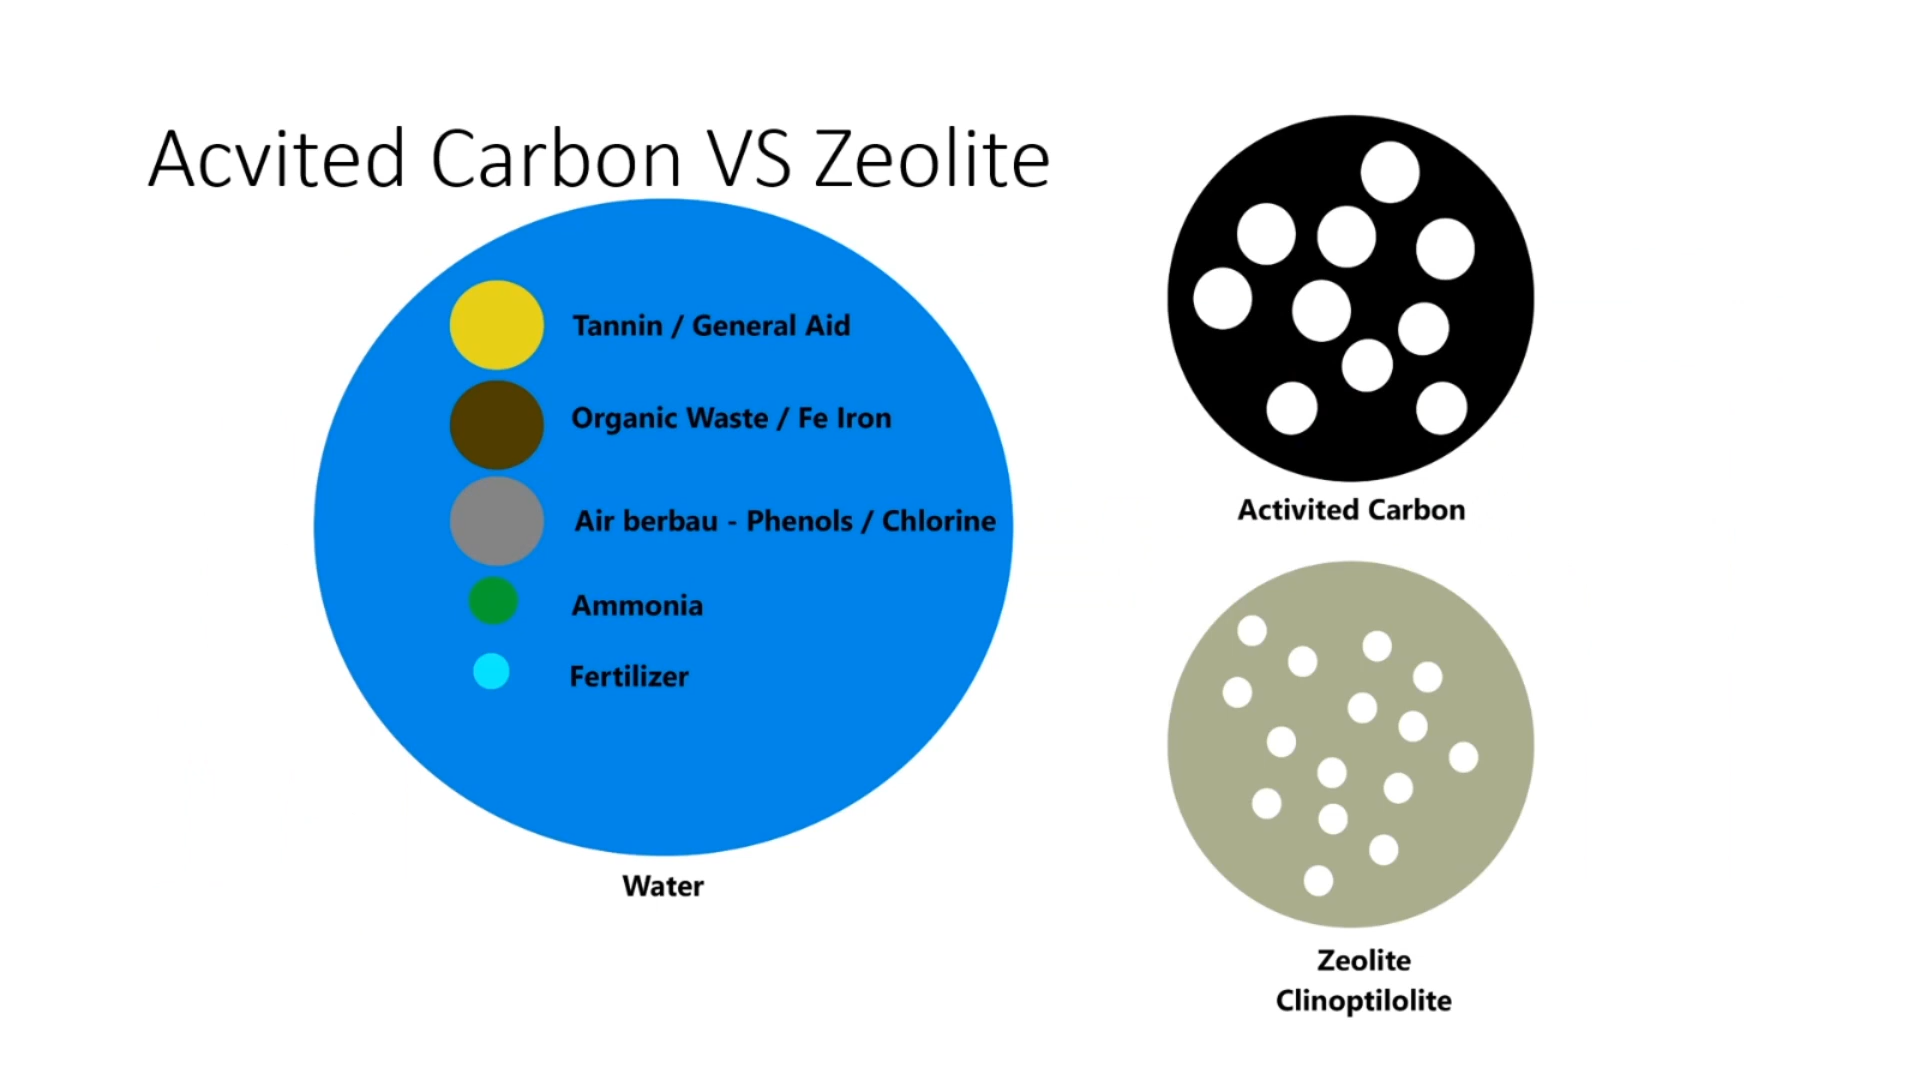 Acvited Carbon VS Zeolite
Tannin / General Aid
Organic Waste / Fe Iron
Air berbau - Phenols / Chlorine
Ammonia
Fertilizer
Water
Activited Carbon
Zeolite
Clinoptilolite